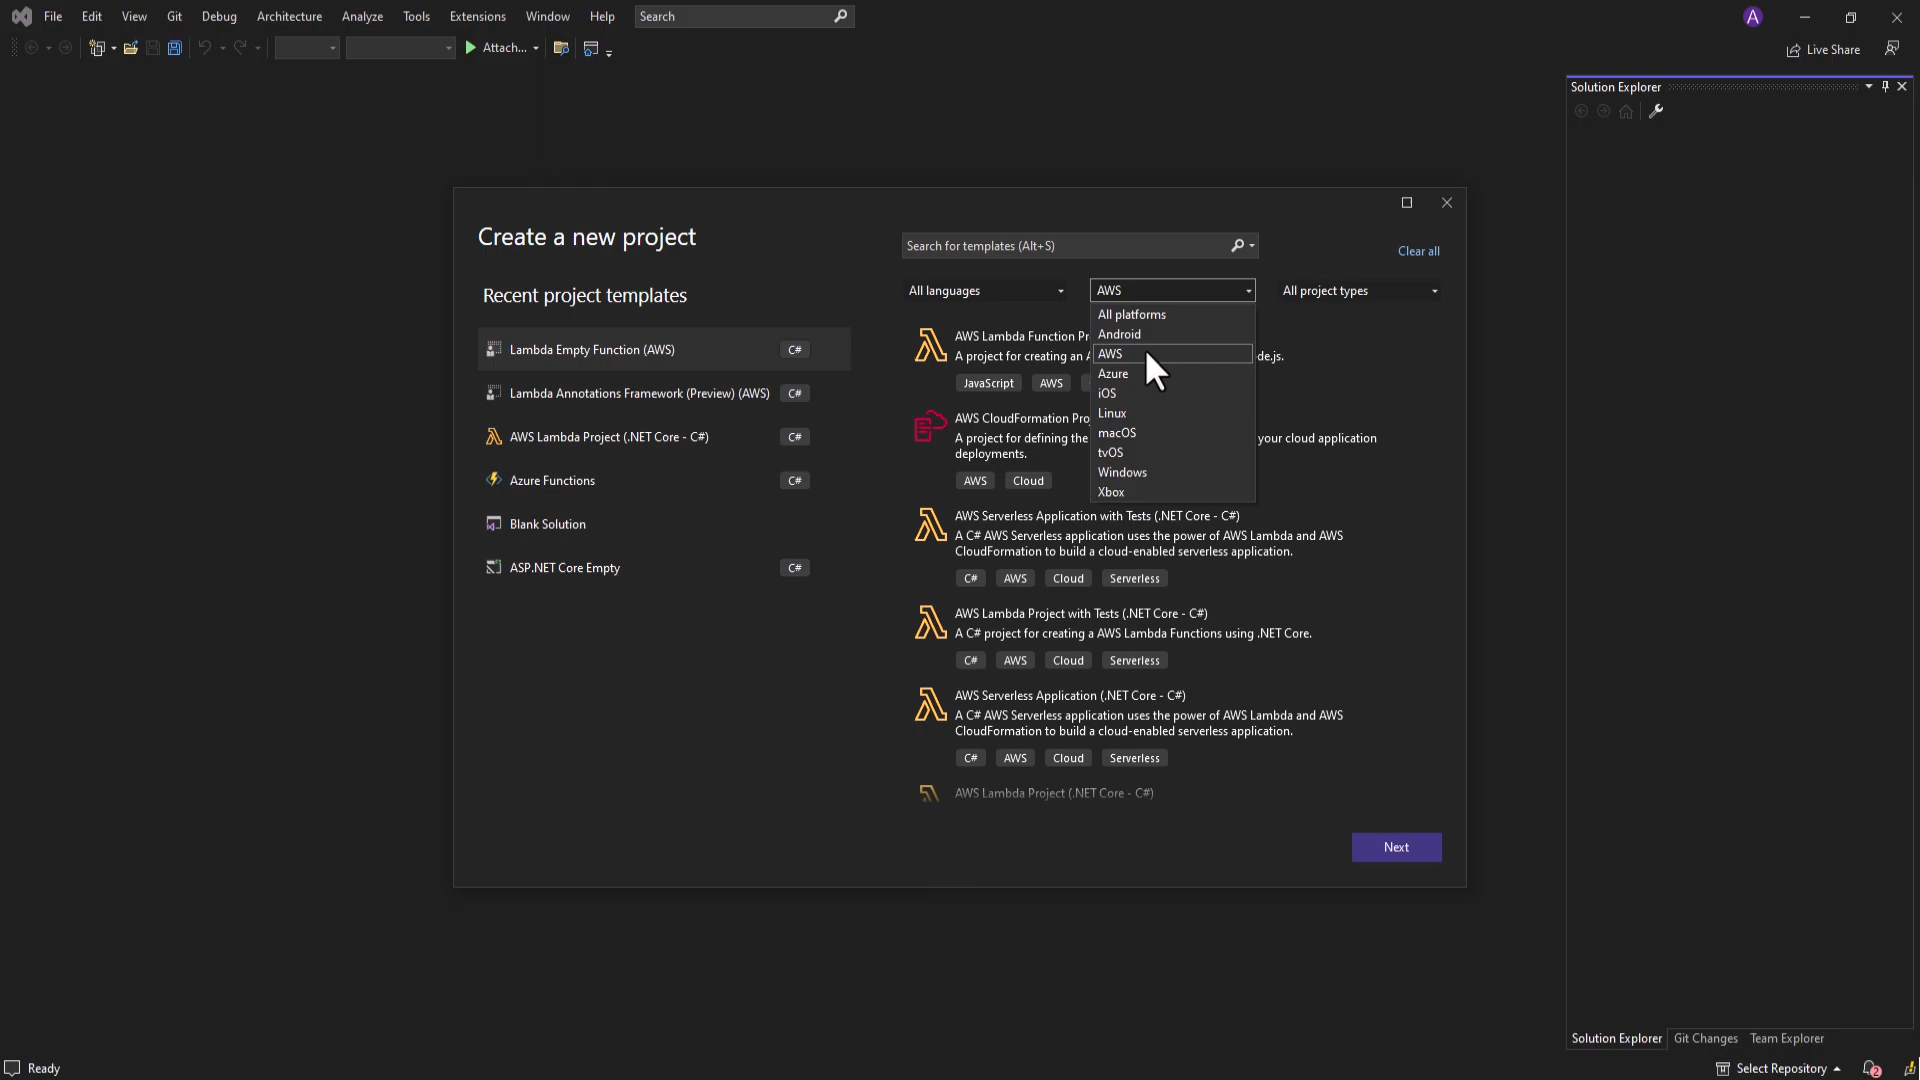 File Edit View Git Debug Architecture Analyze Tools Extensions Window Help Search A
Attach... Live Share
Solution Explorer
Create a new project
Search for templates (Alt+S)
Clear all
Recent project templates
All languages AWS All project types
All platforms
Android
AWS
Azure
iOS
Linux
macOS
tvOS
Windows
Xbox
Lambda Empty Function (AWS) C#
Lambda Annotations Framework (Preview) (AWS) C#
AWS Lambda Project (.NET Core - C#) C#
Azure Functions C#
Blank Solution
ASP.NET Core Empty C#
AWS Lambda Function
A project for creating an de.js.
JavaScript AWS
AWS CloudFormation
A project for defining the your cloud application
deployments.
AWS Cloud
AWS Serverless Application with Tests (.NET Core - C#)
A C# AWS Serverless application uses the power of AWS Lambda and AWS
CloudFormation to build a cloud-enabled serverless application.
C# AWS Cloud Serverless
AWS Lambda Project with Tests (.NET Core - C#)
A C# project for creating a AWS Lambda Functions using .NET Core.
C# AWS Cloud Serverless
AWS Serverless Application (.NET Core - C#)
A C# AWS Serverless application uses the power of AWS Lambda and AWS
CloudFormation to build a cloud-enabled serverless application.
C# AWS Cloud Serverless
AWS Lambda Project (.NET Core - C#)
Next
Solution Explorer Git Changes Team Explorer
Ready Select Repository 2